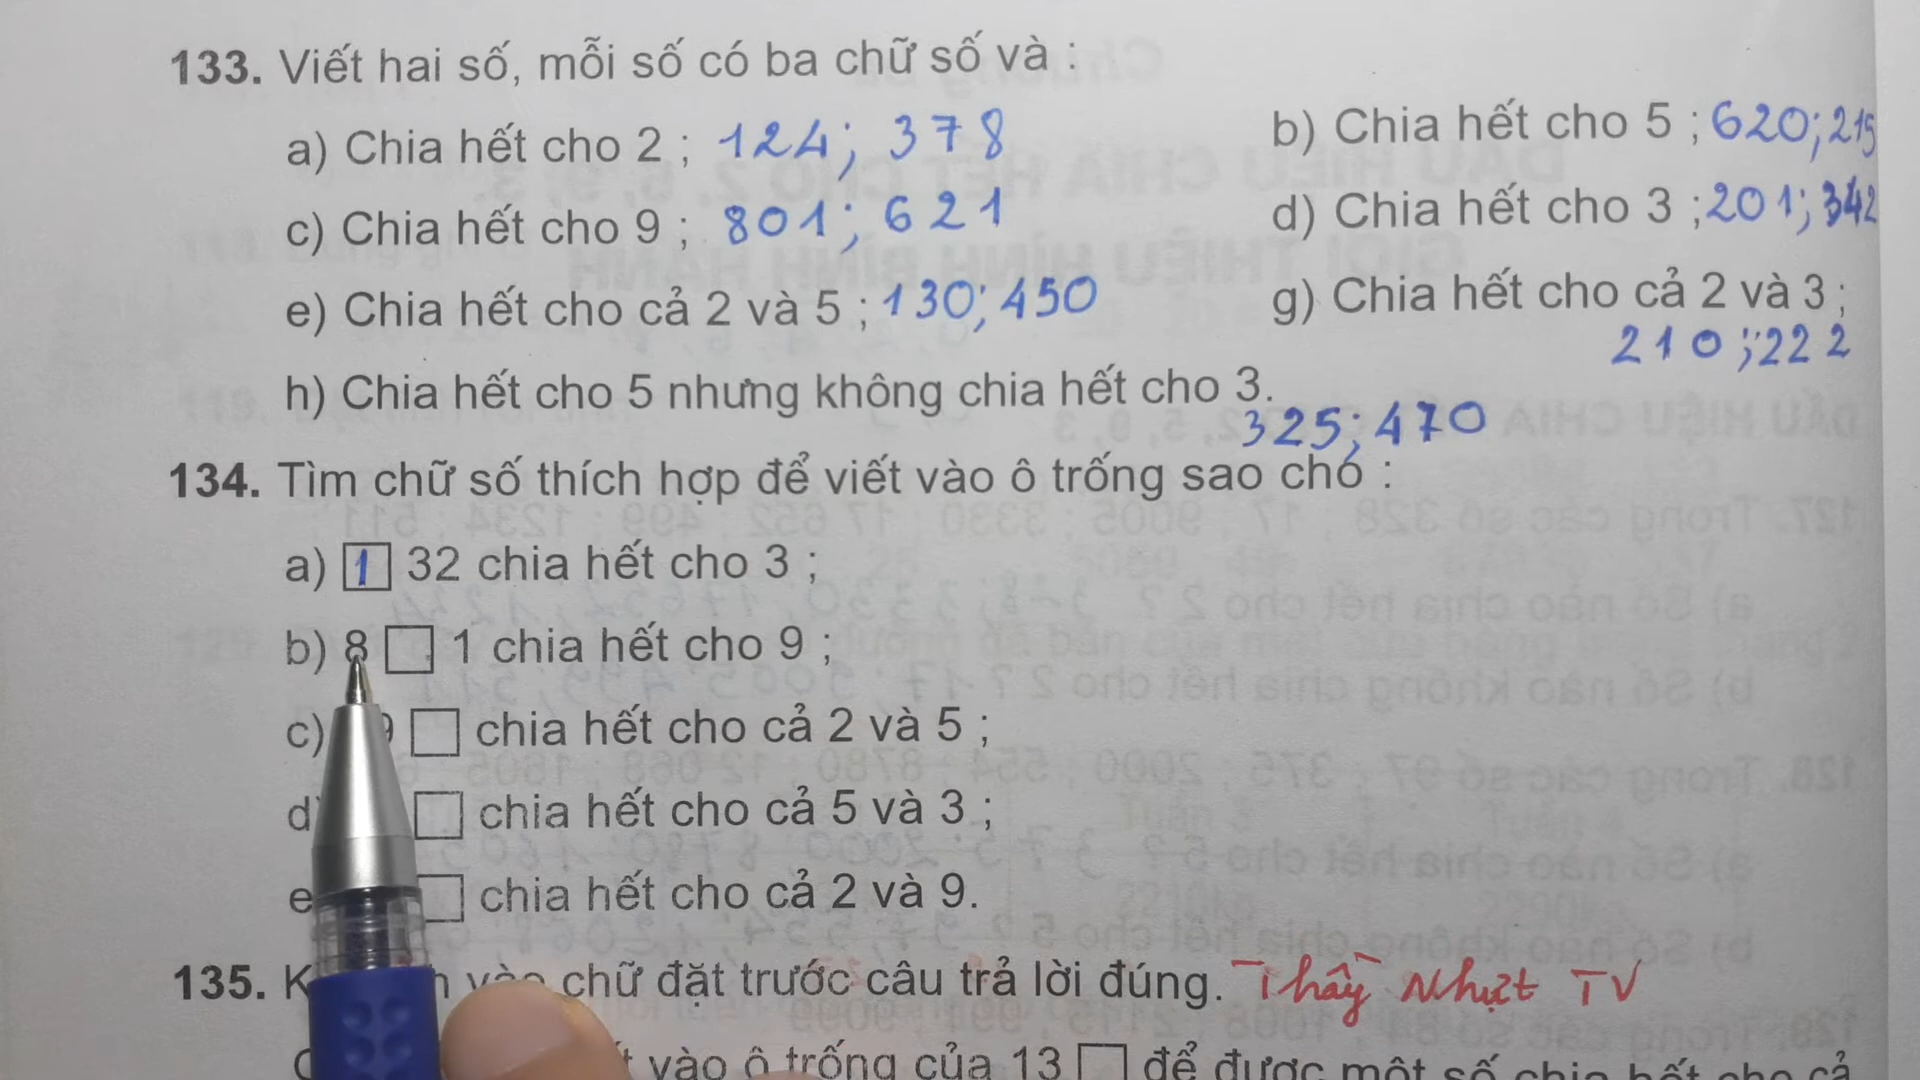 133. Viết hai số, mỗi số có ba chữ số và :
a) Chia hết cho 2 ; 124; 378
b) Chia hết cho 5 ; 620; 215
c) Chia hết cho 9 ; 801; 621
d) Chia hết cho 3 ; 201; 342
e) Chia hết cho cả 2 và 5 ; 130; 450
g) Chia hết cho cả 2 và 3 ;
210; 222
h) Chia hết cho 5 nhưng không chia hết cho 3.
325; 470
134. Tìm chữ số thích hợp để viết vào ô trống sao cho :
a) 1 32 chia hết cho 3 ;
b) 8 □ 1 chia hết cho 9 ;
c) □ chia hết cho cả 2 và 5 ;
d) □ chia hết cho cả 5 và 3 ;
e □ chia hết cho cả 2 và 9.
135. vào chữ đặt trước câu trả lời đúng. Thầy Nhựt TV
vào ô trống của 13 □ để được một số chia hết cho cả